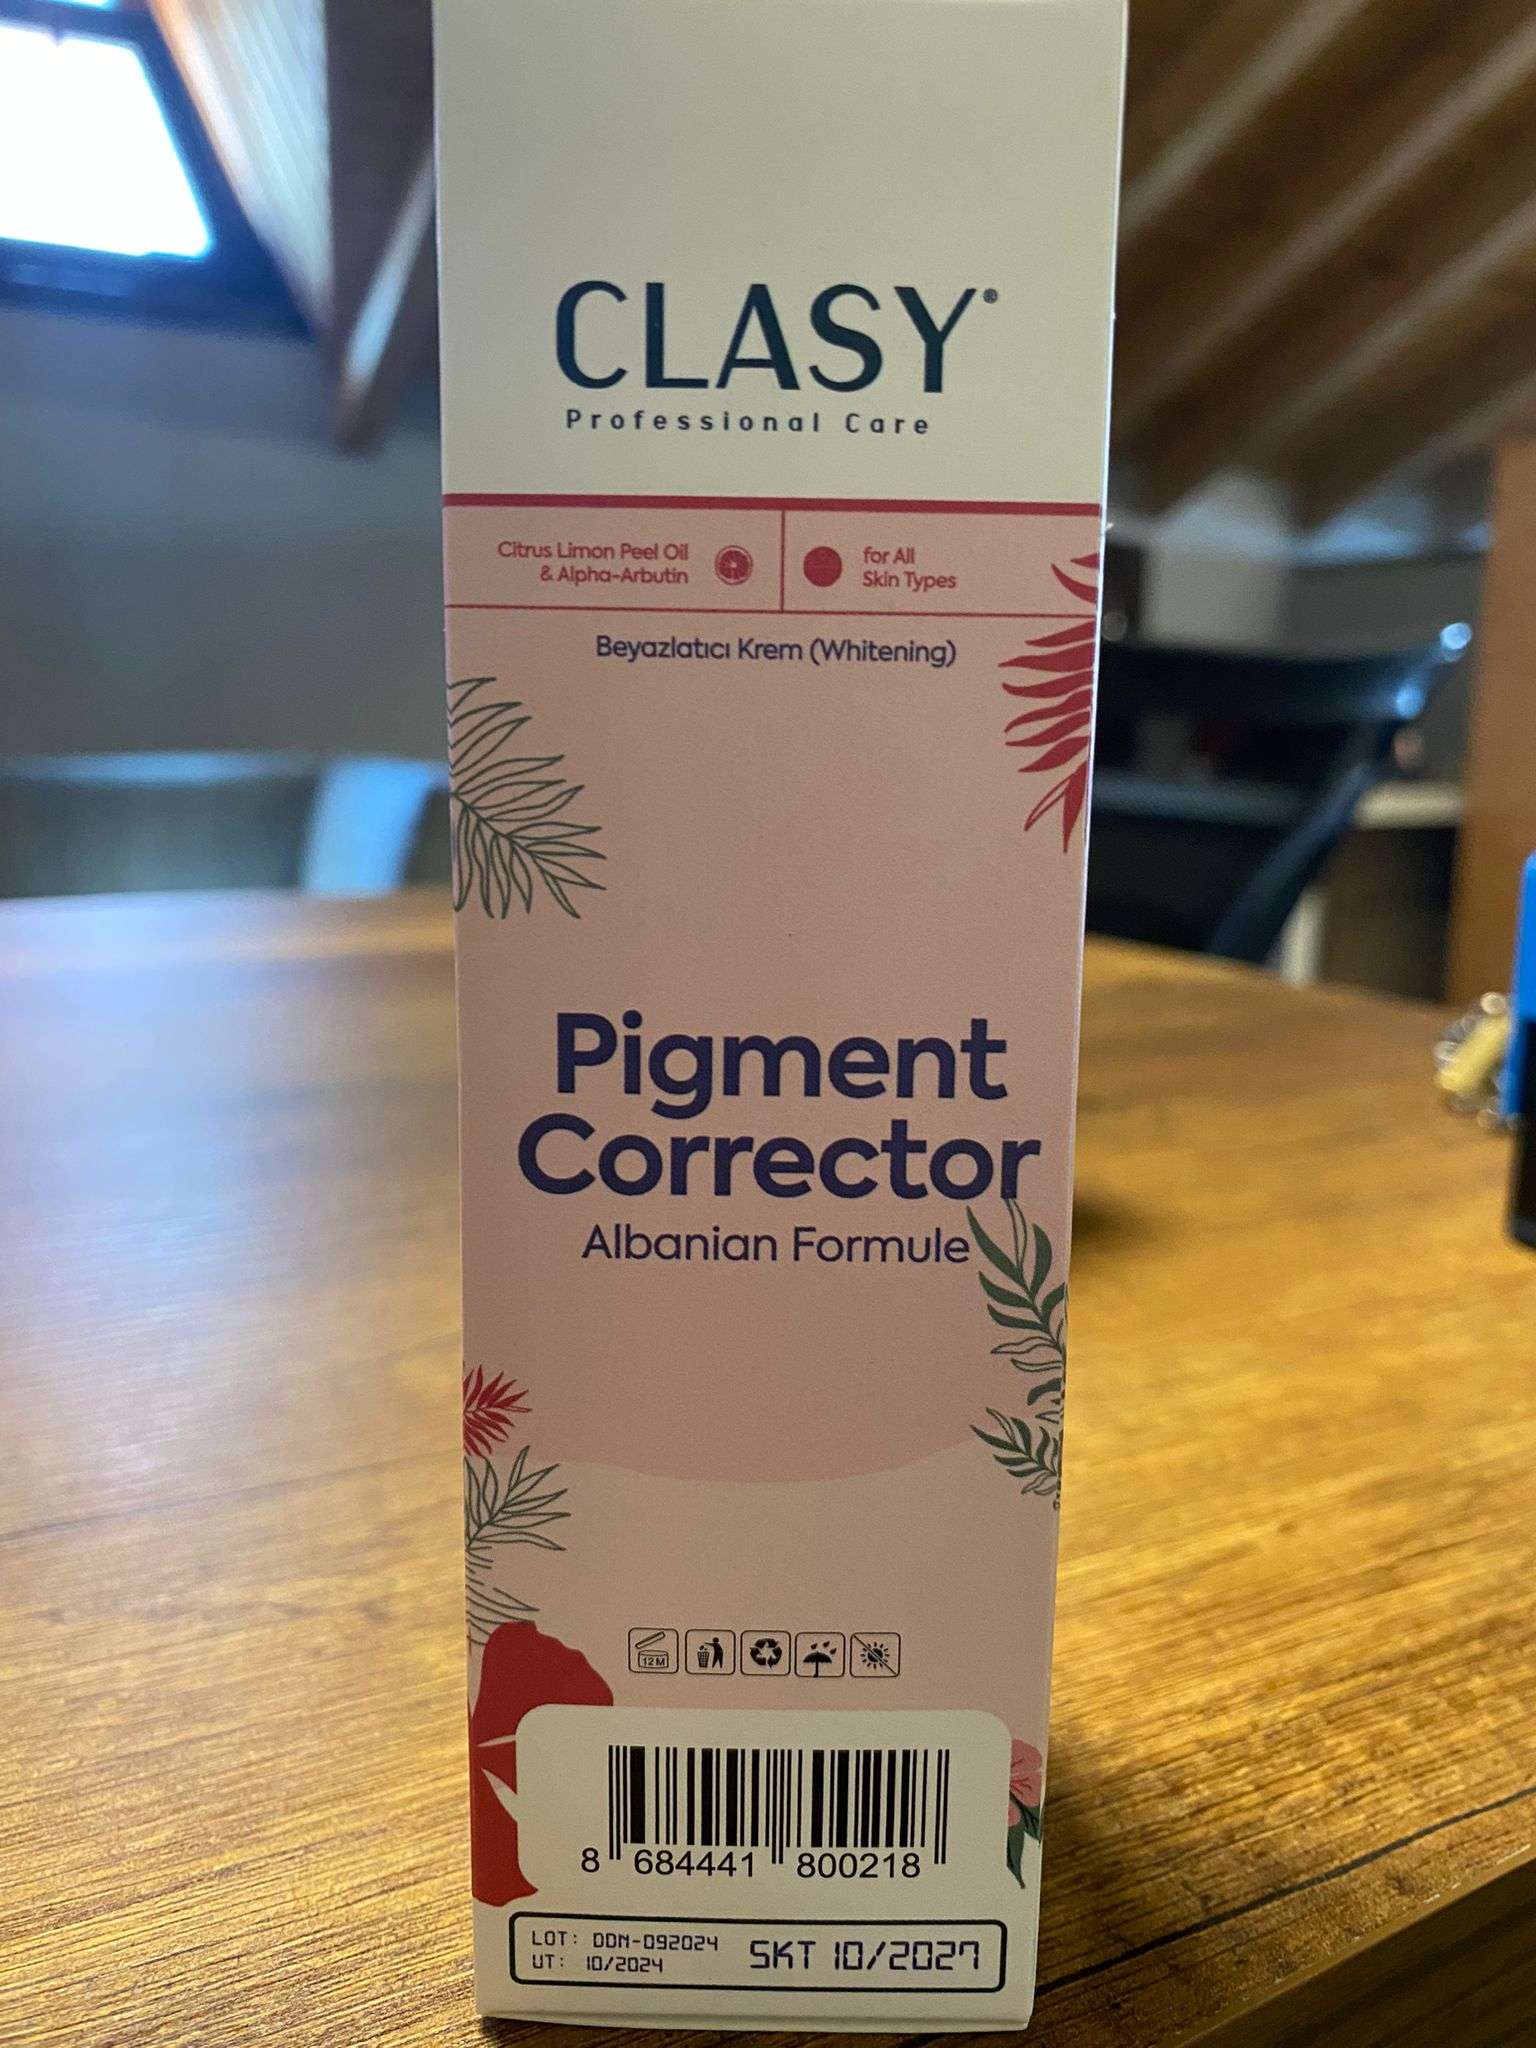 CLASY®
Professional Care
Citrus Limon Peel Oil
& Alpha-Arbutin
for All
Skin Types
Beyazlatıcı Krem (Whitening)
Pigment
Corrector
Albanian Formule
12M
8 684441 800218
LOT: DDN-092024
UT: 10/2024
SKT 10/2027